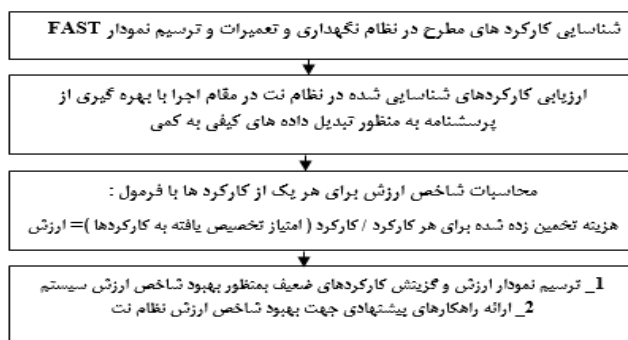 شناسایی کارکرد های مطرح در نظام نگهداری و تعمیرات و ترسیم نمودار FAST
ارزیابی کارکردهای شناسایی شده در نظام نت در مقام اجرا با بهره گیری از
پرسشنامه به منظور تبدیل داده های کیفی به کمی
محاسبات شاخص ارزش برای هر یک از کارکرد ها با فرمول :
هزینه تخمین زده شده برای هر کارکرد / کارکرد ( امتیاز تخصیص یافته به کارکردها )= ارزش
1_ ترسیم نمودار ارزش و گزینش کارکردهای ضعیف بمنظور بهبود شاخص ارزش سیستم
2_ ارائه راهکارهای پیشنهادی جهت بهبود شاخص ارزش نظام نت